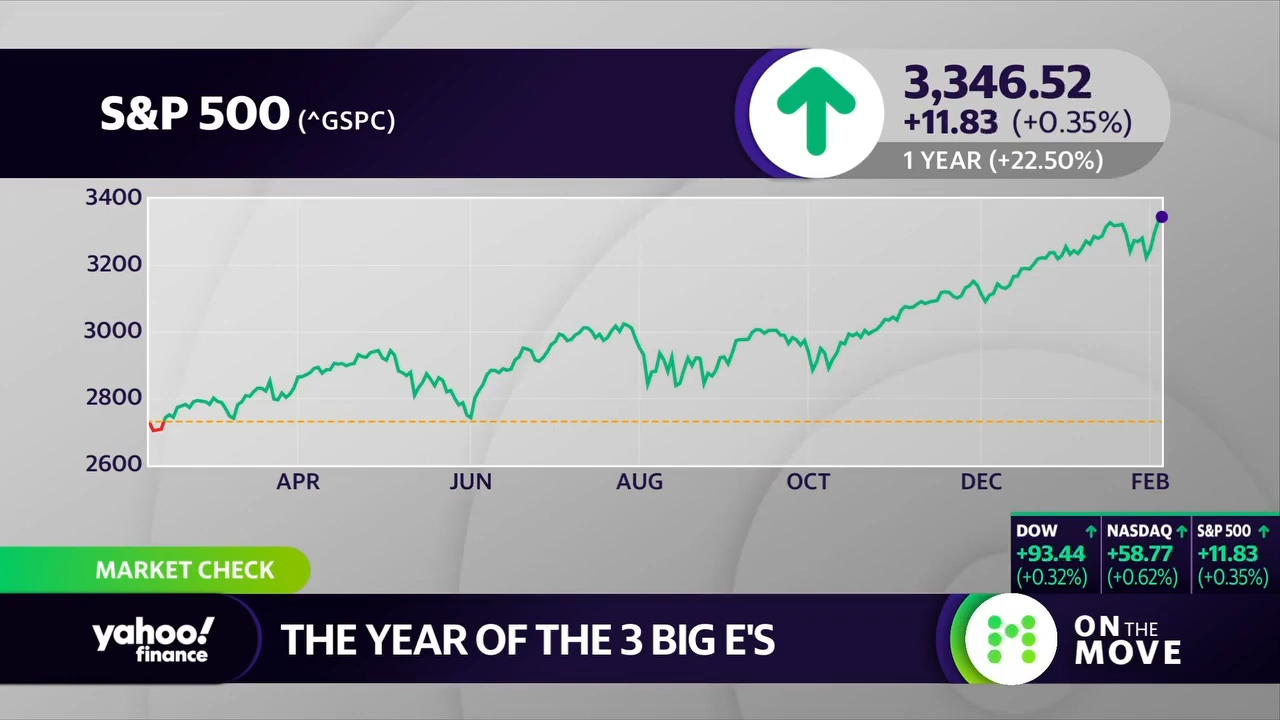 S&P 500 (^GSPC)
3,346.52
+11.83 (+0.35%)
1 YEAR (+22.50%)
3400
3200
3000
2800
2600
APR JUN AUG OCT DEC FEB
DOW NASDAQ S&P 500
+93.44 +58.77 +11.83
(+0.32%) (+0.62%) (+0.35%)
MARKET CHECK
yahoo!
finance
THE YEAR OF THE 3 BIG E'S
ON THE
MOVE